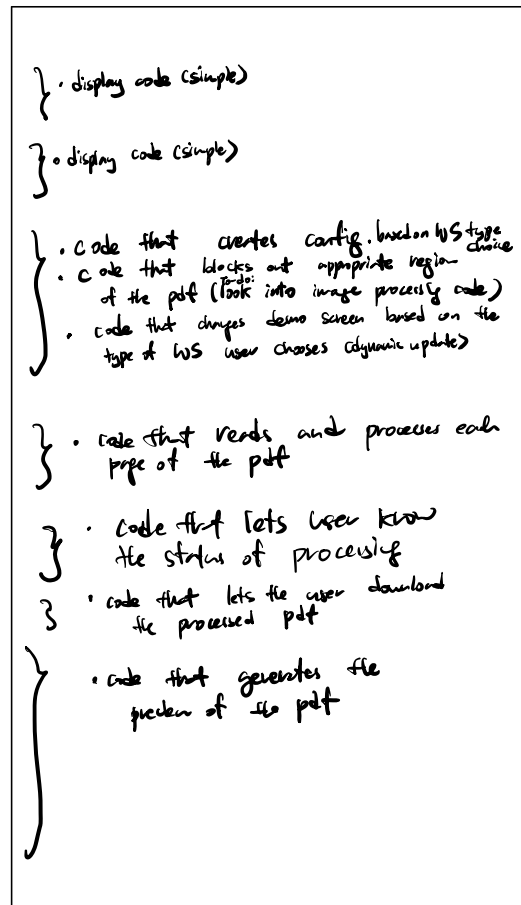 • display code (simple)
• display code (simple)
• code that creates config. based on WS type choice
• code that blocks out appropriate region
of the pdf (To-do: look into image processing code)
• code that changes demo screen based on the
type of WS user chooses (dynamic update)
• code that reads and processes each
page of the pdf
• code that lets user know
the status of processing
• code that lets the user download
the processed pdf
• code that generates the
preview of the pdf